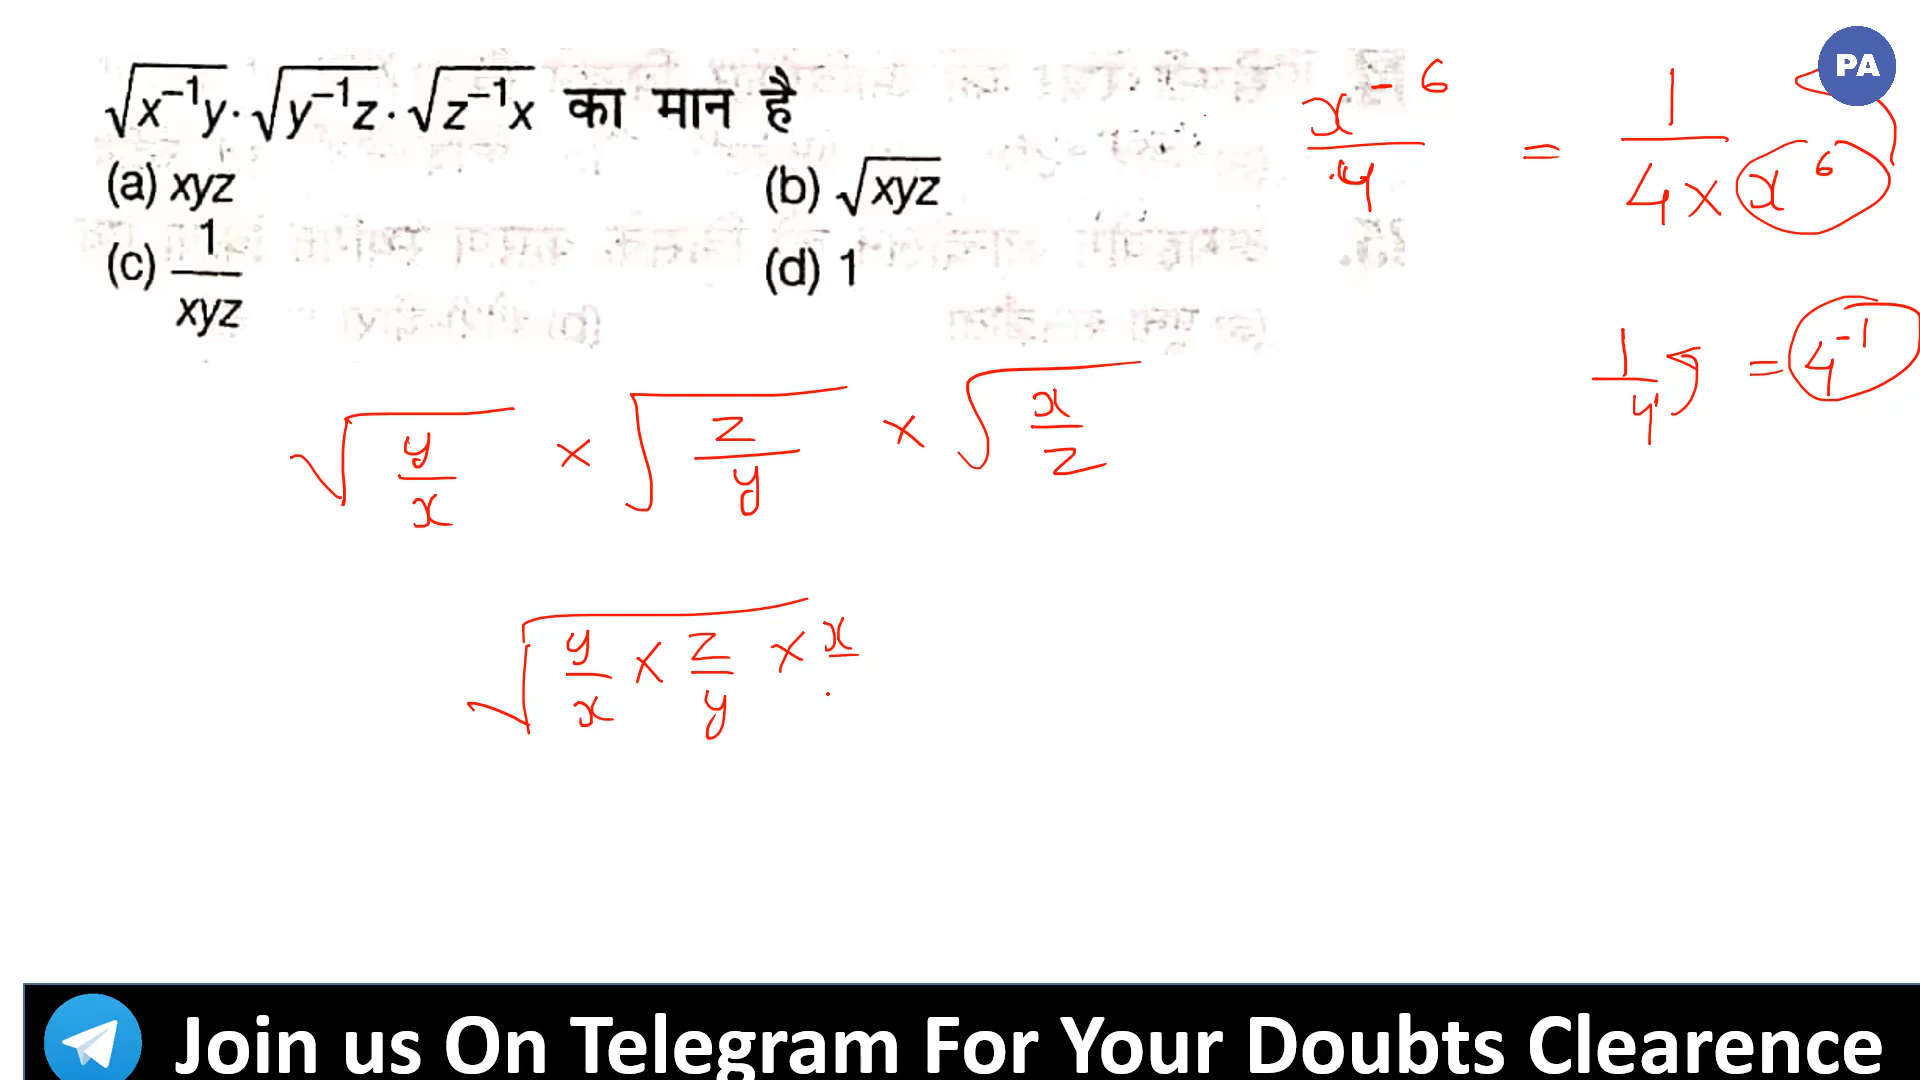 √x⁻¹y · √y⁻¹z · √z⁻¹x का मान है
(a) xyz (b) √xyz
(c) 1/xyz (d) 1
x⁻⁶/4 = 1/(4 × x⁶)
PA
1/4 = 4⁻¹
√(y/x) × √(z/y) × √(x/z)
√(y/x × z/y × x/
Join us On Telegram For Your Doubts Clearence